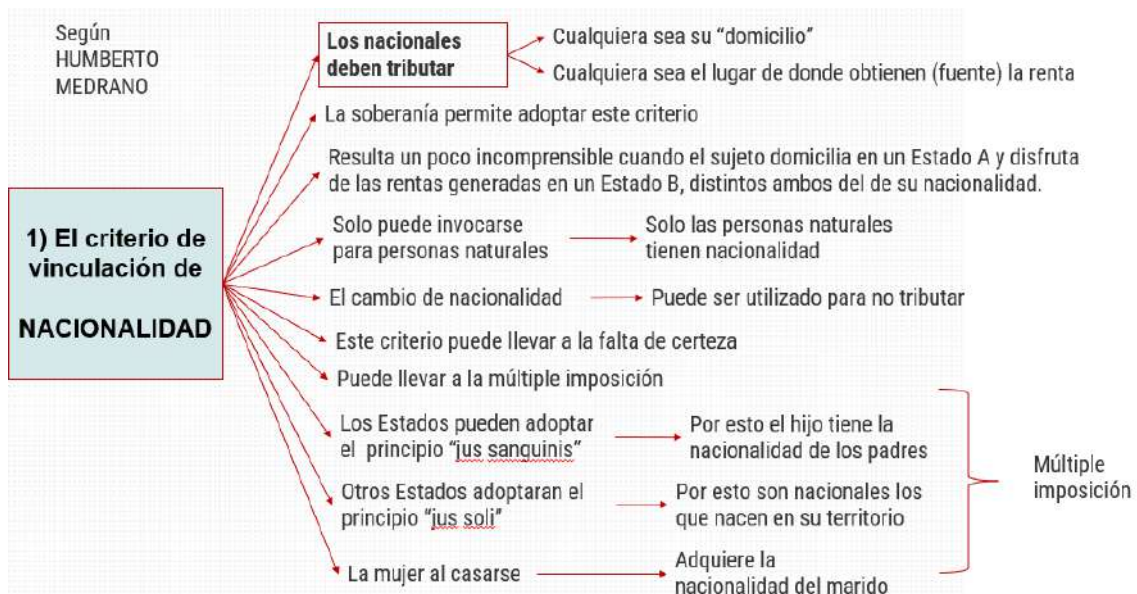 Según
HUMBERTO
MEDRANO
1) El criterio de
vinculación de
NACIONALIDAD
Los nacionales
deben tributar
Cualquiera sea su “domicilio”
Cualquiera sea el lugar de donde obtienen (fuente) la renta
La soberanía permite adoptar este criterio
Resulta un poco incomprensible cuando el sujeto domicilia en un Estado A y disfruta
de las rentas generadas en un Estado B, distintos ambos del de su nacionalidad.
Solo puede invocarse
para personas naturales
Solo las personas naturales
tienen nacionalidad
El cambio de nacionalidad
Puede ser utilizado para no tributar
Este criterio puede llevar a la falta de certeza
Puede llevar a la múltiple imposición
Los Estados pueden adoptar
el principio “jus sanguinis”
Por esto el hijo tiene la
nacionalidad de los padres
Otros Estados adoptaran el
principio “jus soli”
Por esto son nacionales los
que nacen en su territorio
La mujer al casarse
Adquiere la
nacionalidad del marido
Múltiple
imposición